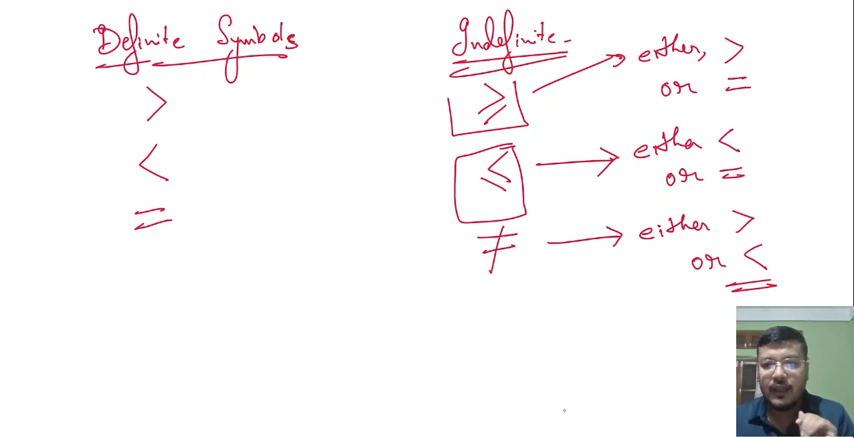 Definite Symbols
>
<
=
Indefinite
≥
either, >
or =
≤
either <
or =
≠
either >
or <